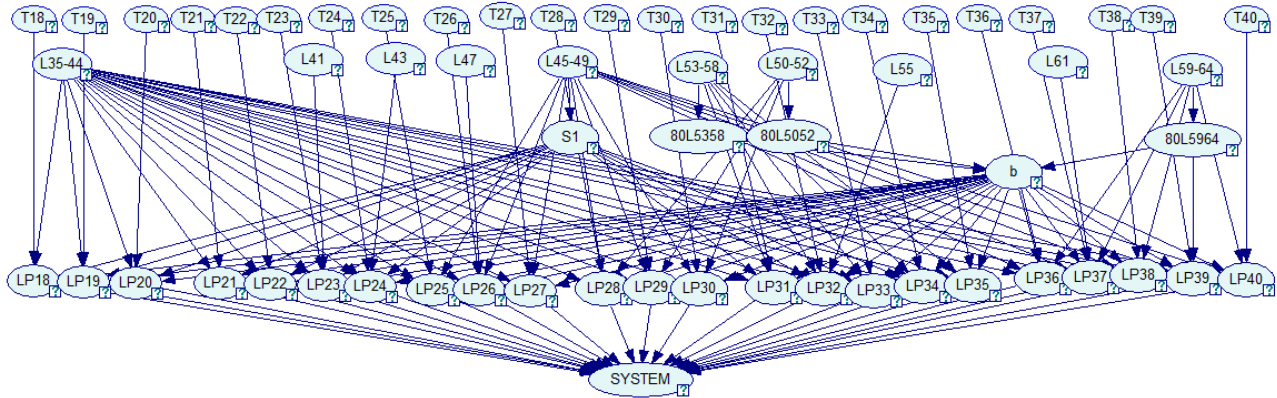 T18 T19 T20 T21 T22 T23 T24 T25 T26 T27 T28 T29 T30 T31 T32 T33 T34 T35 T36 T37 T38 T39 T40
L35-44 L41 L43 L47 L45-49 L53-58 L50-52 L55 L61 L59-64
S1 80L5358 80L5052 80L5964
b
LP18 LP19 LP20 LP21 LP22 LP23 LP24 LP25 LP26 LP27 LP28 LP29 LP30 LP31 LP32 LP33 LP34 LP35 LP36 LP37 LP38 LP39 LP40
SYSTEM